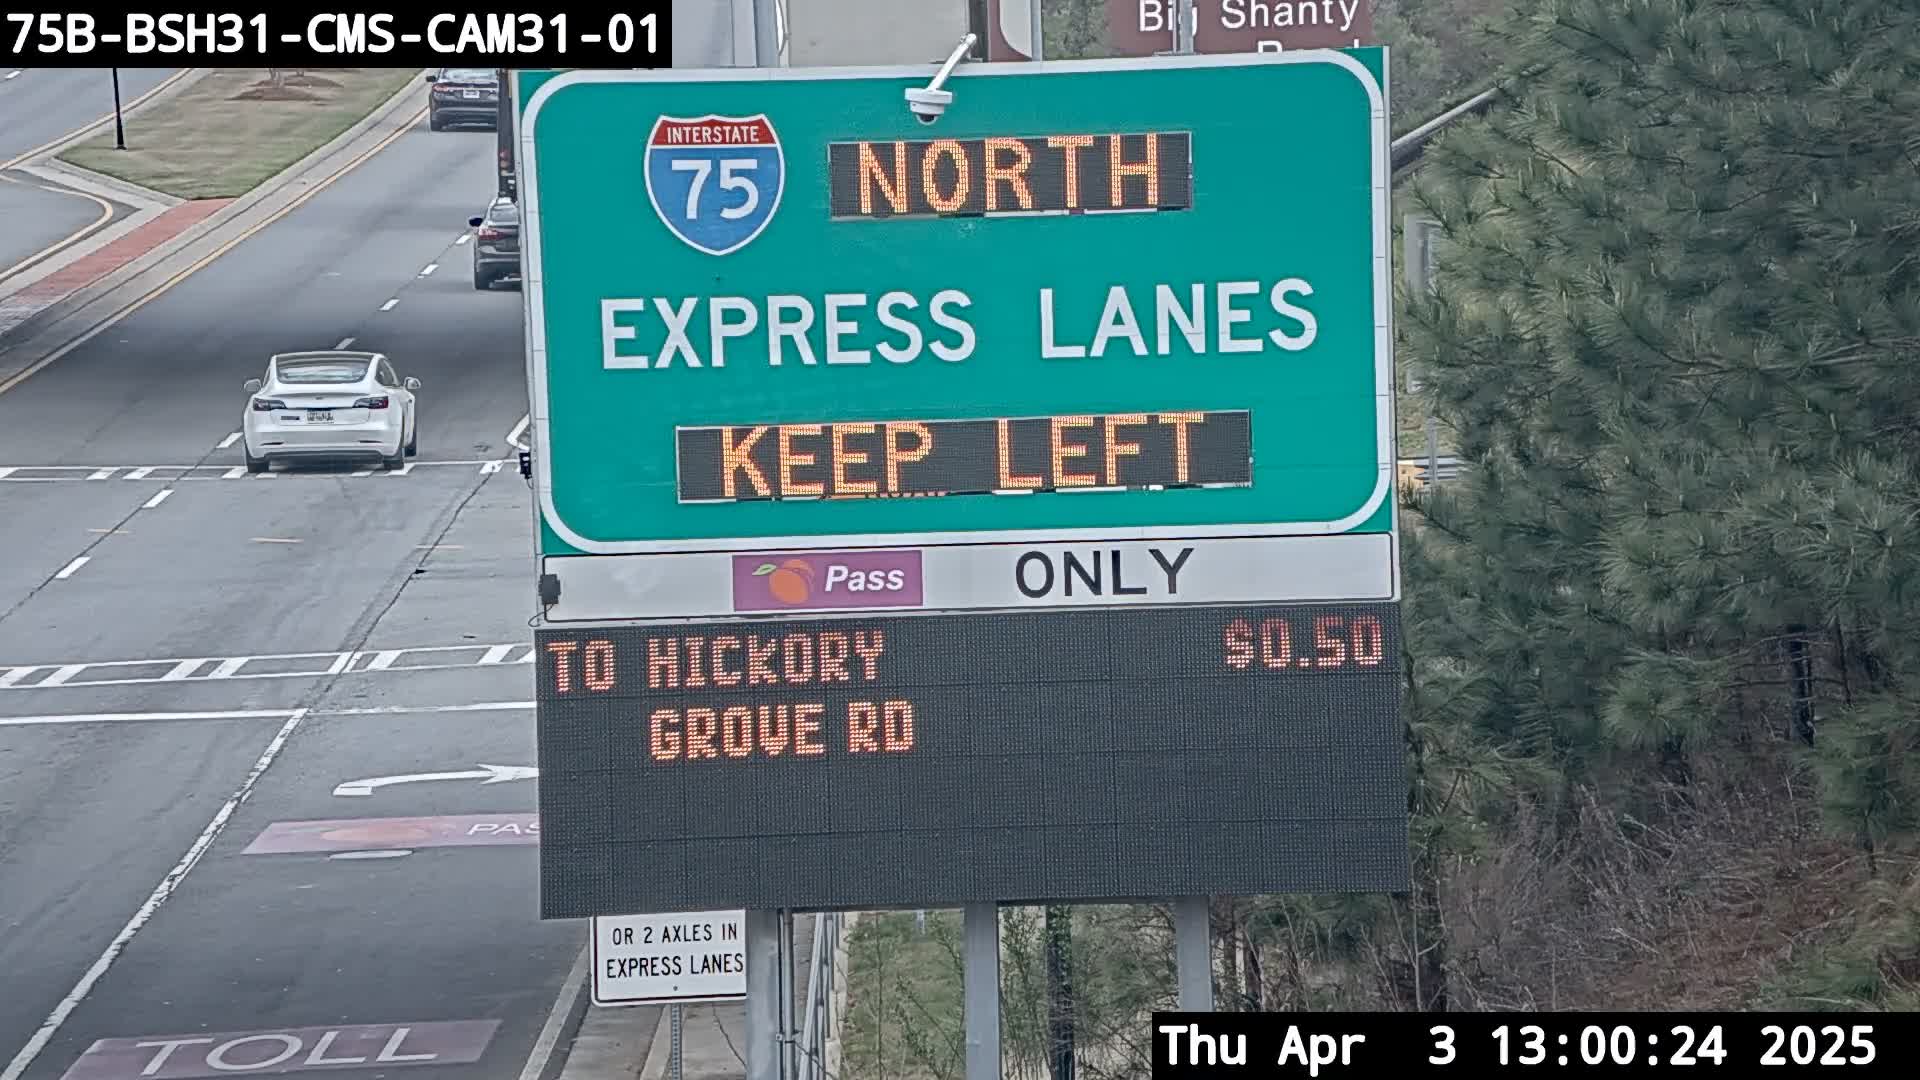 75B-BSH31-CMS-CAM31-01
Big Shanty
Road
INTERSTATE
75
NORTH
EXPRESS LANES
KEEP LEFT
Pass
ONLY
TO HICKORY $0.50
GROVE RD
OR 2 AXLES IN
EXPRESS LANES
TOLL
Thu Apr 3 13:00:24 2025